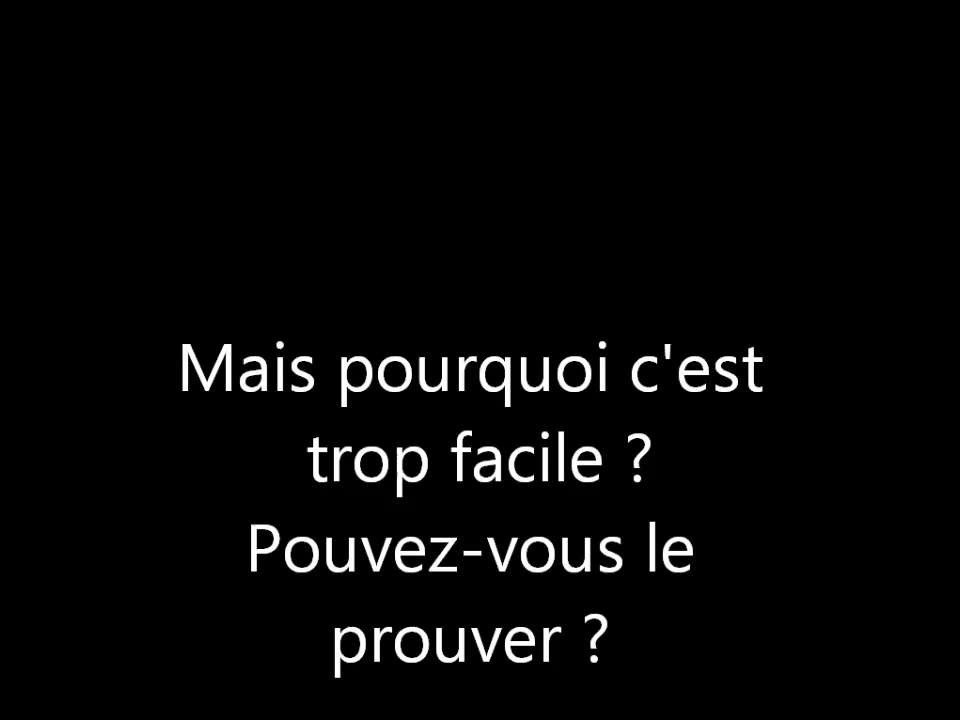 Mais pourquoi c'est
trop facile ?
Pouvez-vous le
prouver ?